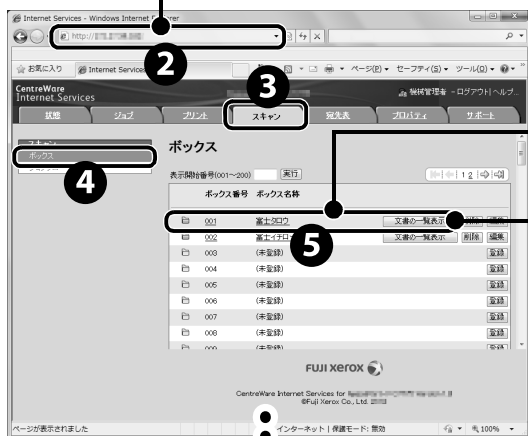 Internet Services - Windows Internet Explorer
http://
お気に入り Internet Services
ページ(P) セーフティ(S) ツール(O)
2
CentreWare
Internet Services
3
機械管理者 - ログアウト|ヘルプ...
状態 ジョブ プリント スキャン 宛先表 プロパティ サポート
スキャン
ボックス
4
ボックス
表示開始番号(001~200) 実行 1 2
ボックス番号 ボックス名称
001 富士タロウ 文書の一覧表示 削除 編集
5
002 富士イチロ 文書の一覧表示 削除 編集
003 (未登録) 登録
004 (未登録) 登録
005 (未登録) 登録
006 (未登録) 登録
007 (未登録) 登録
008 (未登録) 登録
009 (未登録) 登録
FUJI xerox
CentreWare Internet Services for
©Fuji Xerox Co., Ltd.
ページが表示されました インターネット | 保護モード: 無効 100%